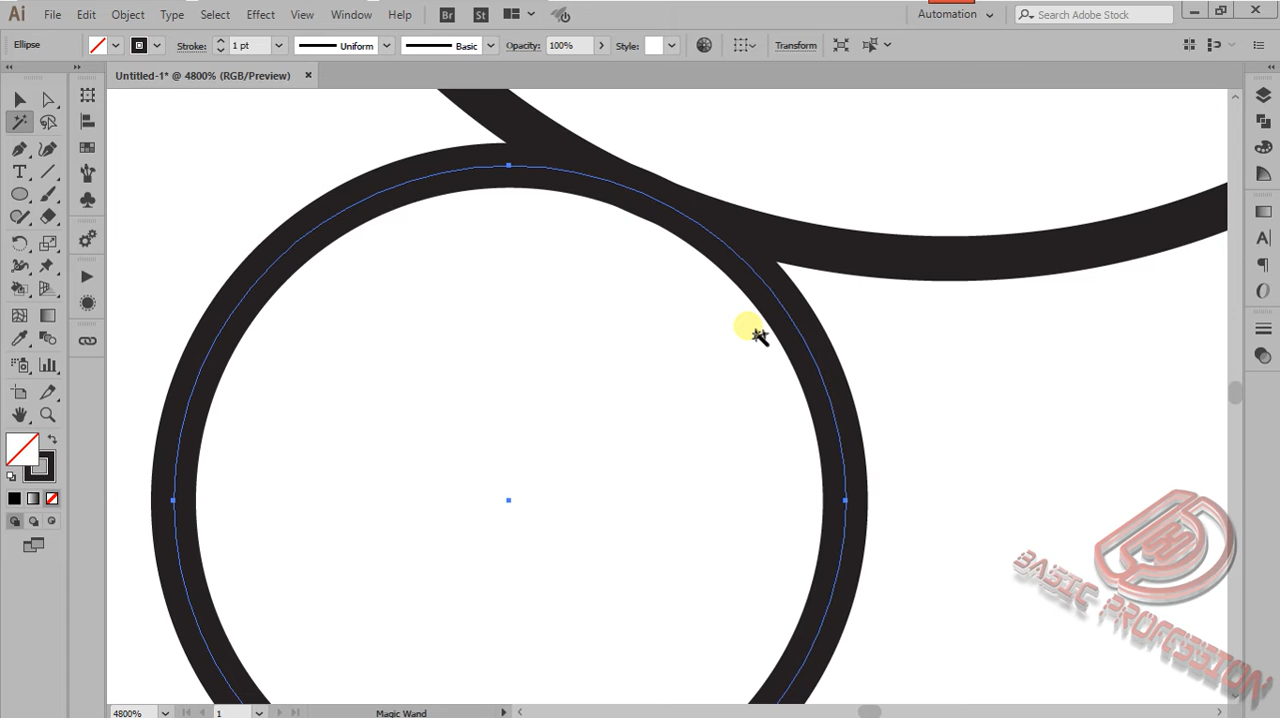 Ai File Edit Object Type Select Effect View Window Help Br St Automation Search Adobe Stock
Ellipse Stroke: 1 pt Uniform Basic Opacity: 100% Style: Transform
Untitled-1* @ 4800% (RGB/Preview)
BASIC PROFESSION
4800% 1 Magic Wand